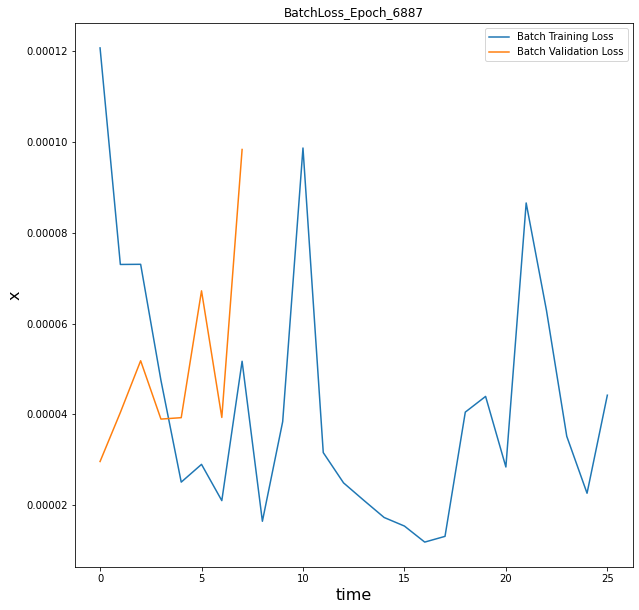 BatchLoss_Epoch_6887
Batch Training Loss
Batch Validation Loss
0.00012
0.00010
0.00008
0.00006
0.00004
0.00002
x
0 5 10 15 20 25
time